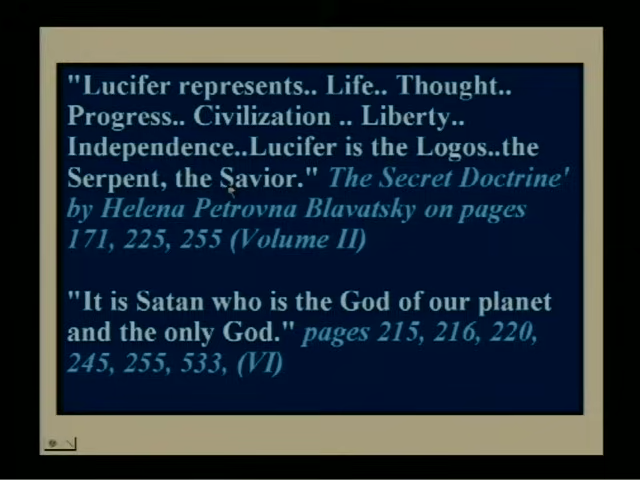 "Lucifer represents.. Life.. Thought..
Progress.. Civilization .. Liberty..
Independence..Lucifer is the Logos..the
Serpent, the Savior." The Secret Doctrine'
by Helena Petrovna Blavatsky on pages
171, 225, 255 (Volume II)
"It is Satan who is the God of our planet
and the only God." pages 215, 216, 220,
245, 255, 533, (VI)